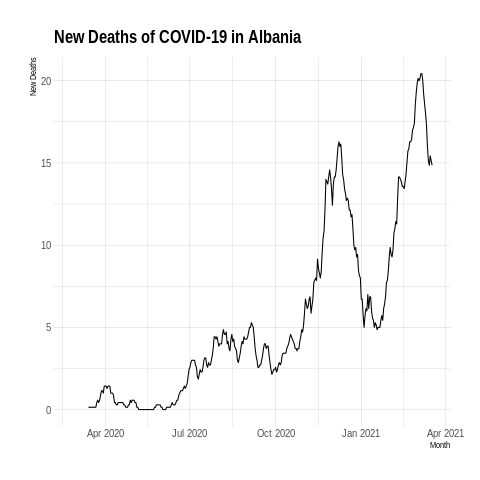 New Deaths of COVID-19 in Albania
New Deaths
20
15
10
5
0
Apr 2020
Jul 2020
Oct 2020
Jan 2021
Apr 2021
Month